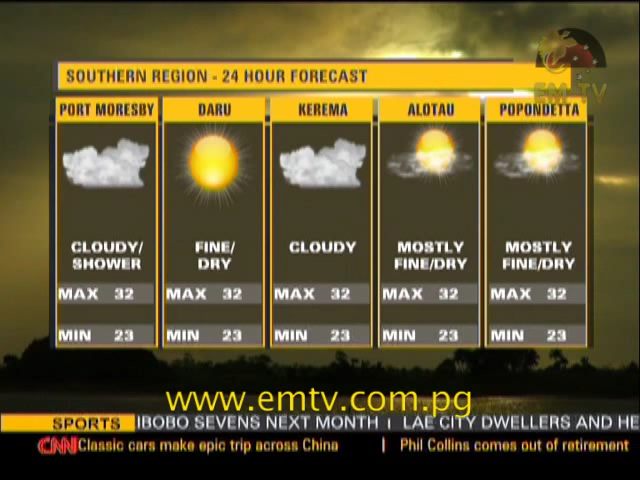 SOUTHERN REGION - 24 HOUR FORECAST
EM TV
PORT MORESBY DARU KEREMA ALOTAU POPONDETTA
CLOUDY/ FINE/ CLOUDY MOSTLY MOSTLY
SHOWER DRY FINE/DRY FINE/DRY
MAX 32 MAX 32 MAX 32 MAX 32 MAX 32
MIN 23 MIN 23 MIN 23 MIN 23 MIN 23
www.emtv.com.pg
SPORTS IBOBO SEVENS NEXT MONTH | LAE CITY DWELLERS AND HE
CNN Classic cars make epic trip across China | Phil Collins comes out of retirement